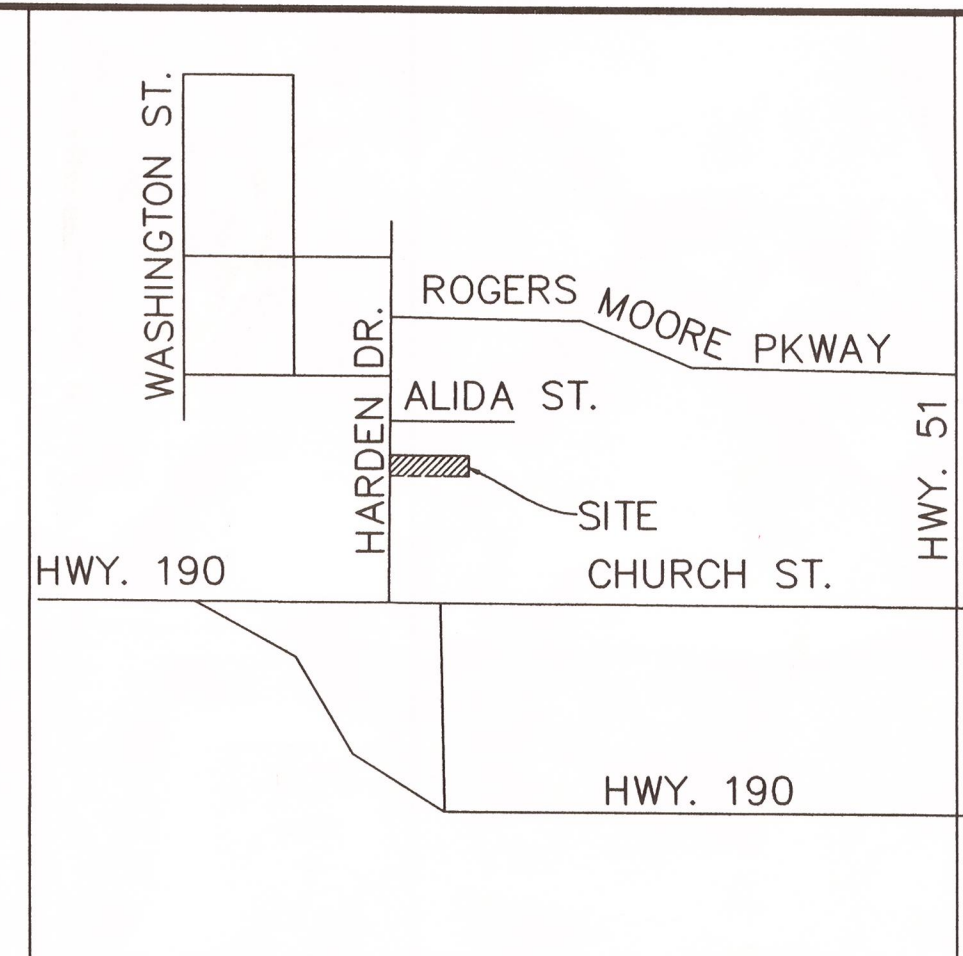 WASHINGTON ST.
ROGERS MOORE PKWAY
HARDEN DR.
ALIDA ST.
HWY. 51
SITE
HWY. 190
CHURCH ST.
HWY. 190